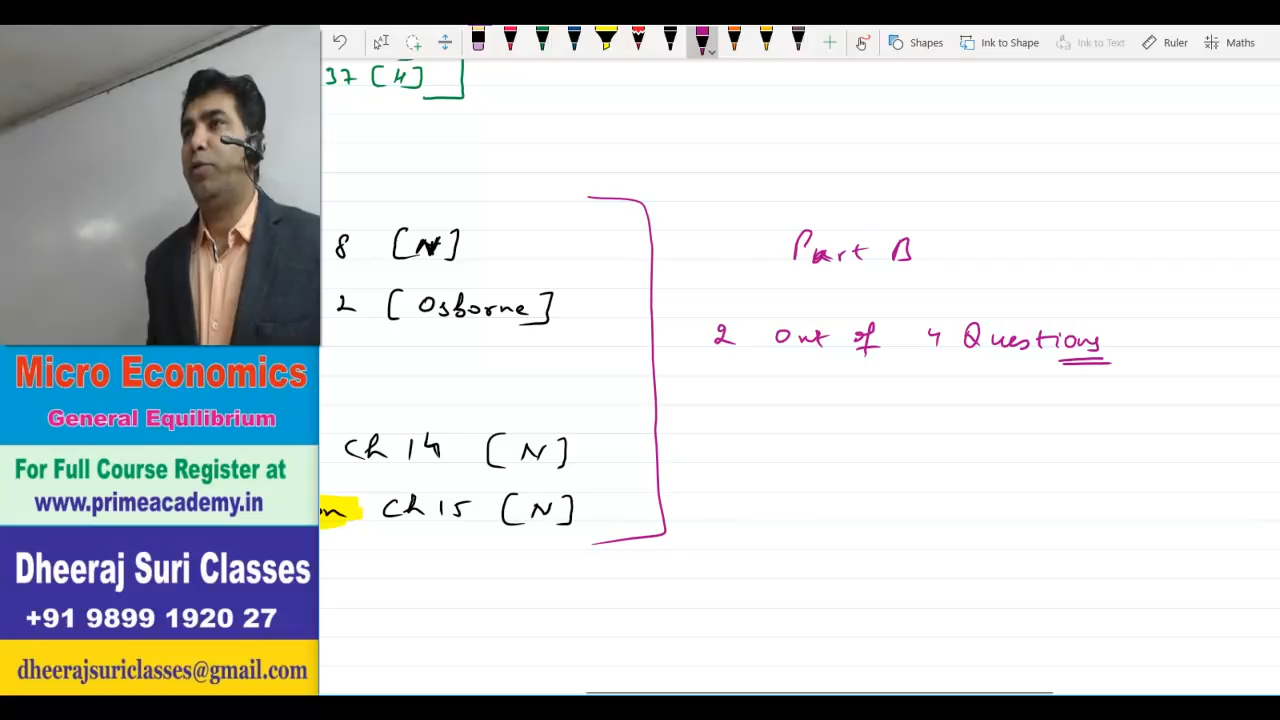 Shapes
Ink to Shape
Ink to Text
Ruler
Maths
37 [4]
8 [N]
2 [Osborne]
Ch 14 [N]
Ch 15 [N]
Part B
2 out of 4 Questions
Micro Economics
General Equilibrium
For Full Course Register at
www.primeacademy.in
Dheeraj Suri Classes
+91 9899 1920 27
dheerajsuriclasses@gmail.com